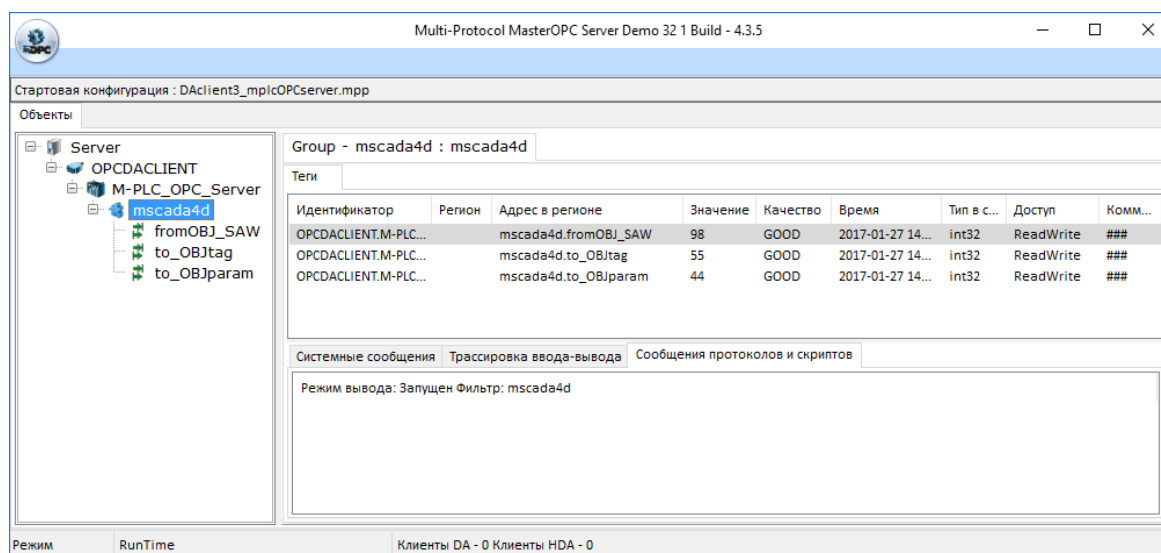 OPC
Multi-Protocol MasterOPC Server Demo 32 1 Build - 4.3.5
Стартовая конфигурация : DAclient3_mplcOPCserver.mpp
Объекты
Server
OPCDACLIENT
M-PLC_OPC_Server
mscada4d
fromOBJ_SAW
to_OBJtag
to_OBJparam
Group - mscada4d : mscada4d
Теги
Идентификатор Регион Адрес в регионе Значение Качество Время Тип в с... Доступ Комм...
OPCDACLIENT.M-PLC... mscada4d.fromOBJ_SAW 98 GOOD 2017-01-27 14... int32 ReadWrite ###
OPCDACLIENT.M-PLC... mscada4d.to_OBJtag 55 GOOD 2017-01-27 14... int32 ReadWrite ###
OPCDACLIENT.M-PLC... mscada4d.to_OBJparam 44 GOOD 2017-01-27 14... int32 ReadWrite ###
Системные сообщения Трассировка ввода-вывода Сообщения протоколов и скриптов
Режим вывода: Запущен Фильтр: mscada4d
Режим RunTime Клиенты DA - 0 Клиенты HDA - 0